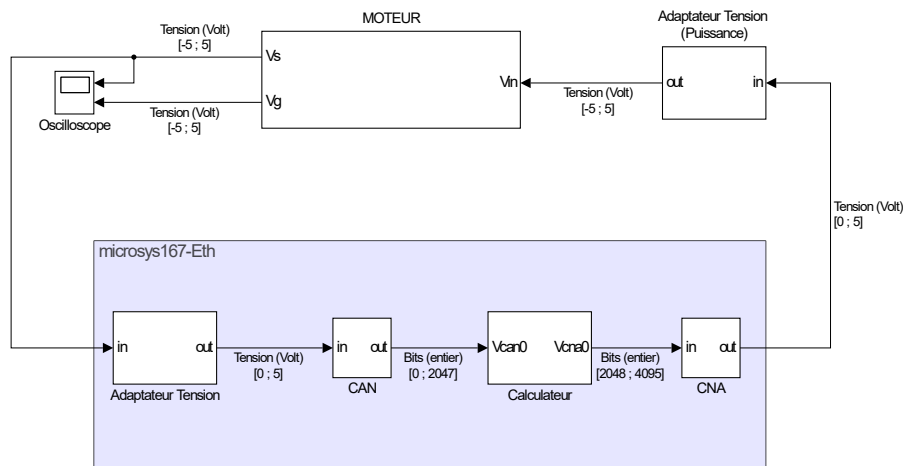 MOTEUR
Adaptateur Tension
(Puissance)
Tension (Volt)
[-5 ; 5]
Vs
Vg
Vin
out
in
Oscilloscope
Tension (Volt)
[-5 ; 5]
Tension (Volt)
[-5 ; 5]
Tension (Volt)
[0 ; 5]
microsys167-Eth
in
out
Adaptateur Tension
Tension (Volt)
[0 ; 5]
in
out
CAN
Bits (entier)
[0 ; 2047]
Vcan0
Vcna0
Calculateur
Bits (entier)
[2048 ; 4095]
in
out
CNA